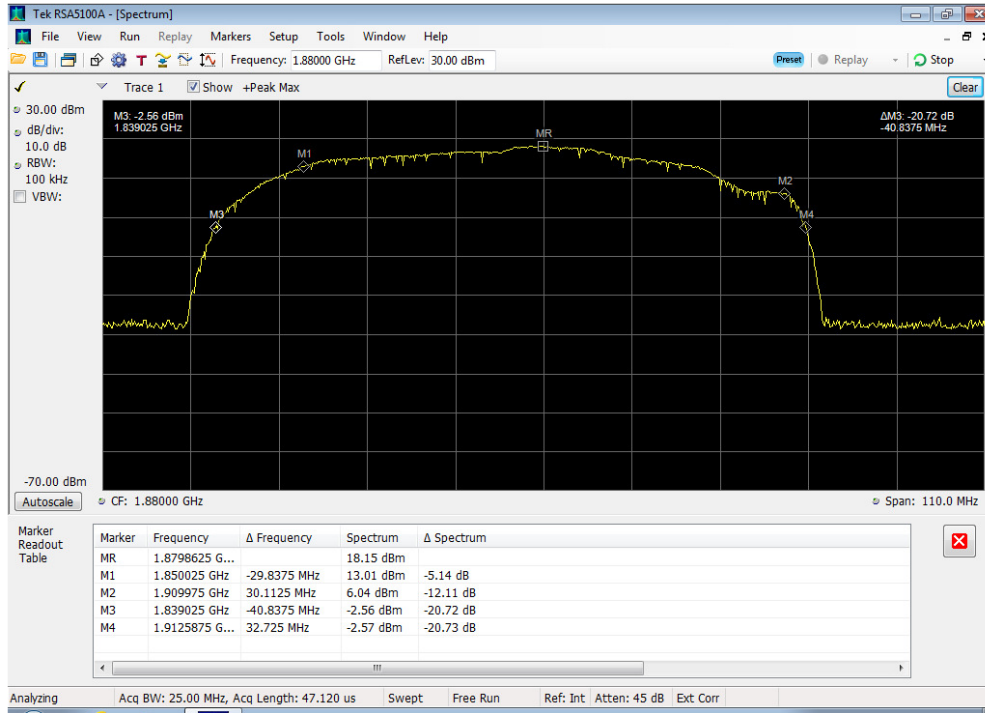 Tek RSA5100A - [Spectrum]
File View Run Replay Markers Setup Tools Window Help
T Frequency: 1.88000 GHz RefLev: 30.00 dBm Preset Replay Stop
Trace 1 Show +Peak Max Clear
30.00 dBm
dB/div:
10.0 dB
RBW:
100 kHz
VBW:
M3: -2.56 dBm
1.839025 GHz
ΔM3: -20.72 dB
-40.8375 MHz
MR
M1
M2
M3
M4
-70.00 dBm
Autoscale CF: 1.88000 GHz Span: 110.0 MHz
Marker
Readout
Table
Marker Frequency Δ Frequency Spectrum Δ Spectrum
MR 1.8798625 G... 18.15 dBm
M1 1.850025 GHz -29.8375 MHz 13.01 dBm -5.14 dB
M2 1.909975 GHz 30.1125 MHz 6.04 dBm -12.11 dB
M3 1.839025 GHz -40.8375 MHz -2.56 dBm -20.72 dB
M4 1.9125875 G... 32.725 MHz -2.57 dBm -20.73 dB
Analyzing Acq BW: 25.00 MHz, Acq Length: 47.120 us Swept Free Run Ref: Int Atten: 45 dB Ext Corr